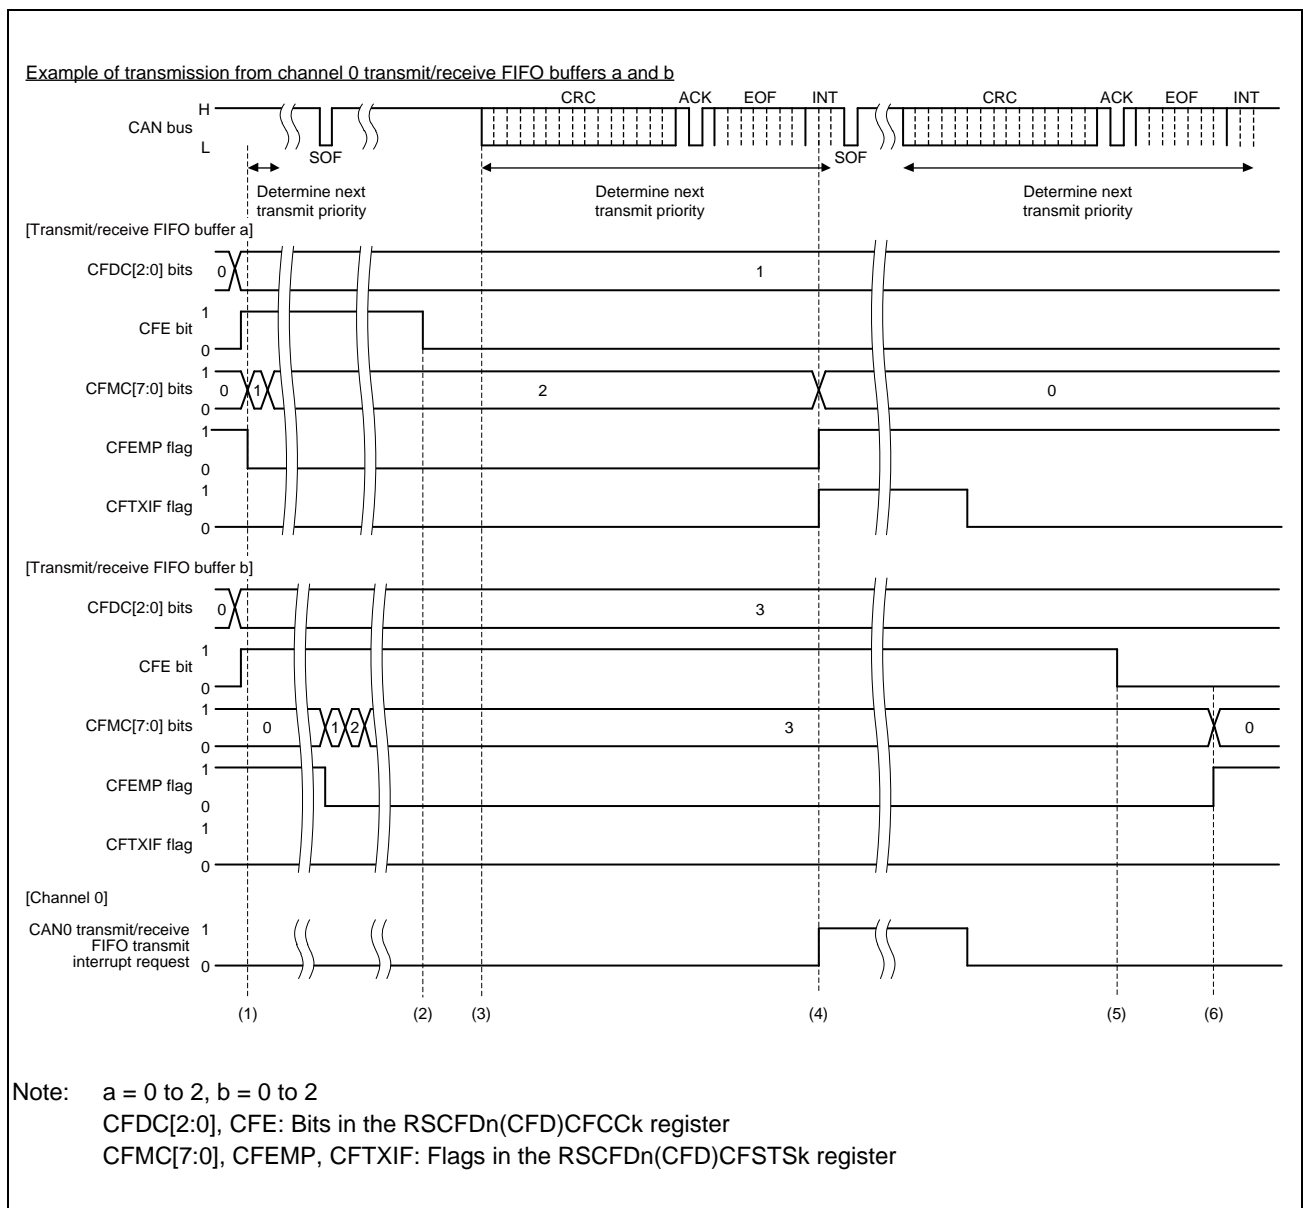 Example of transmission from channel 0 transmit/receive FIFO buffers a and b
CRC ACK EOF INT CRC ACK EOF INT
H
CAN bus
L
SOF SOF
Determine next transmit priority
Determine next transmit priority
Determine next transmit priority
[Transmit/receive FIFO buffer a]
CFDC[2:0] bits 0 1
CFE bit 1 0
CFMC[7:0] bits 1 0 0 1 2 0
CFEMP flag 1 0
CFTXIF flag 1 0
[Transmit/receive FIFO buffer b]
CFDC[2:0] bits 0 3
CFE bit 1 0
CFMC[7:0] bits 1 0 0 1 2 3 0
CFEMP flag 1 0
CFTXIF flag 1 0
[Channel 0]
CAN0 transmit/receive 1
FIFO transmit
interrupt request 0
(1) (2) (3) (4) (5) (6)
Note: a = 0 to 2, b = 0 to 2
CFDC[2:0], CFE: Bits in the RSCFDn(CFD)CFCCk register
CFMC[7:0], CFEMP, CFTXIF: Flags in the RSCFDn(CFD)CFSTSk register